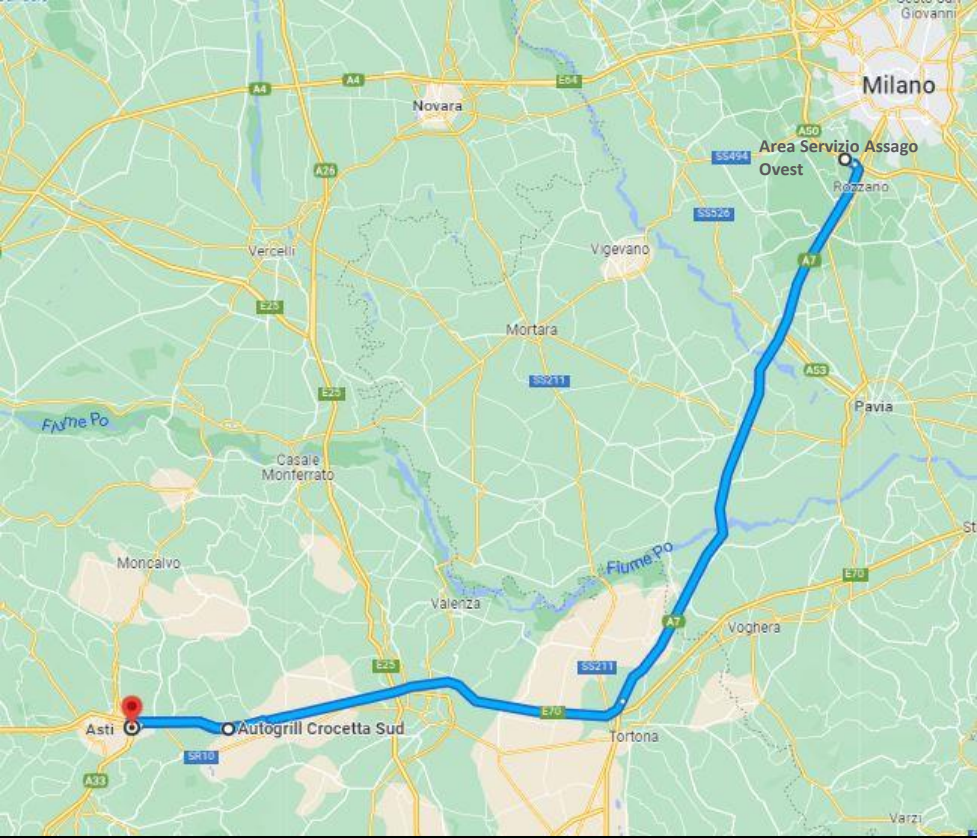 Giovanni
Milano
A4
A4
E64
Novara
A50
Area Servizio Assago
Ovest
SS494
A26
Rozzano
SS526
Vercelli
Vigevano
A7
E25
Mortara
A53
SS211
E25
Pavia
Fiume Po
Casale
Monferrato
St
Fiume Po
Moncalvo
E70
Valenza
A7
Voghera
E25
SS211
E70
Asti
Autogrill Crocetta Sud
Tortona
SR10
A33
Varzi